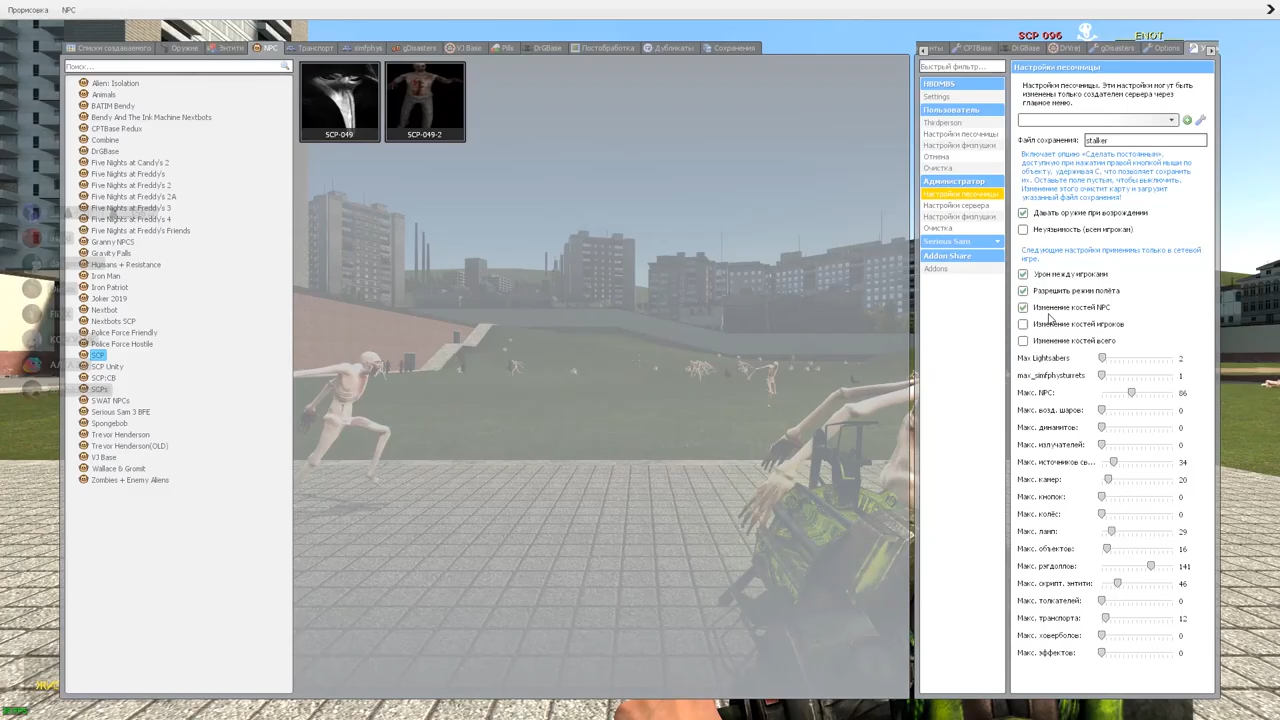 Прорисовка NPC
SCP 096 ENOT
Списки создаваемого Оружие Энтити NPC Транспорт simfphys gDisasters VJ Base Pills DrGBase Постобработка Дубликаты Сохранения
CPTBase DrGBase gDisasters Options
Поиск...
Alien: Isolation
Animals
BATIM Bendy
Bendy And The Ink Machine Nextbots
CPTBase Redux
Combine
DrGBase
Five Nights at Candy's 2
Five Nights at Freddy's
Five Nights at Freddy's 2
Five Nights at Freddy's 2A
Five Nights at Freddy's 3
Five Nights at Freddy's 4
Five Nights at Freddy's Friends
Granny NPCS
Gravity Falls
Humans + Resistance
Iron Man
Iron Patriot
Joker 2019
Nextbot
Nextbots SCP
Police Force Friendly
Police Force Hostile
SCP
SCP Unity
SCP:CB
SCPs
SWAT NPCs
Serious Sam 3 BFE
Spongebob
Trevor Henderson
Trevor Henderson(OLD)
VJ Base
Wallace & Gromit
Zombies + Enemy Aliens
SCP-049
SCP-049-2
Быстрый фильтр...
Settings
Пользователь
Thirdperson
Настройки песочницы
Настройки физпушки
Отмена
Очистка
Администратор
Настройки песочницы
Настройки сервера
Настройки физпушки
Очистка
Serious Sam
Addon Share
Addons
Настройки песочницы
Настройки песочницы. Эти настройки могут быть
изменены только создателем сервера через
главное меню.
Файл сохранения: stalker
Включает опцию «Сделать постоянным»,
доступную при нажатии правой кнопкой мыши по
объекту, удерживая C, что позволяет сохранить
их. Оставьте поле пустым, чтобы выключить.
Изменение этого очистит карту и загрузит
указанный файл сохранения!
Давать оружие при возрождении
Неуязвимость (всем игрокам)
Следующие настройки применимы только в сетевой
игре.
Урон между игроками
Разрешить режим полёта
Изменение костей NPC
Изменение костей игроков
Изменение костей всего
Max Lightsabers 2
max_simfphysturrets 1
Макс. NPC: 86
Макс. возд. шаров: 0
Макс. динамитов: 0
Макс. излучателей: 0
Макс. источников св... 34
Макс. камер: 20
Макс. кнопок: 0
Макс. колёс: 0
Макс. ламп: 29
Макс. объектов: 16
Макс. рэгдоллов: 141
Макс. скрипт. энтити: 46
Макс. толкателей: 0
Макс. транспорта: 12
Макс. ховерболов: 0
Макс. эффектов: 0